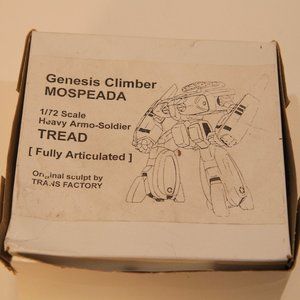 Genesis Climber
MOSPEADA
1/72 Scale
Heavy Armo-Soldier
TREAD
[ Fully Articulated ]
Original sculpt by
TRANS FACTORY